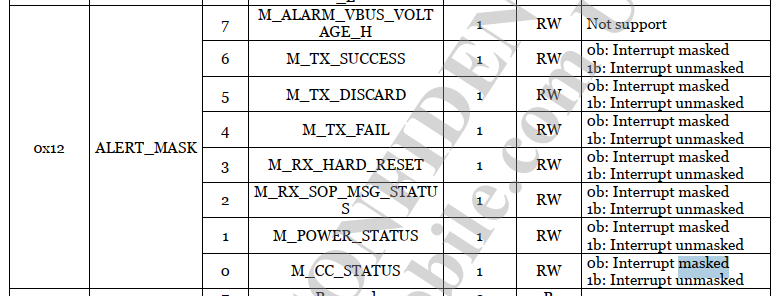 7 M_ALARM_VBUS_VOLT
AGE_H 1 RW Not support
6 M_TX_SUCCESS 1 RW 0b: Interrupt masked
1b: Interrupt unmasked
5 M_TX_DISCARD 1 RW 0b: Interrupt masked
1b: Interrupt unmasked
4 M_TX_FAIL 1 RW 0b: Interrupt masked
1b: Interrupt unmasked
0x12 ALERT_MASK
3 M_RX_HARD_RESET 1 RW 0b: Interrupt masked
1b: Interrupt unmasked
2 M_RX_SOP_MSG_STATU
S 1 RW 0b: Interrupt masked
1b: Interrupt unmasked
1 M_POWER_STATUS 1 RW 0b: Interrupt masked
1b: Interrupt unmasked
0 M_CC_STATUS 1 RW 0b: Interrupt masked
1b: Interrupt unmasked